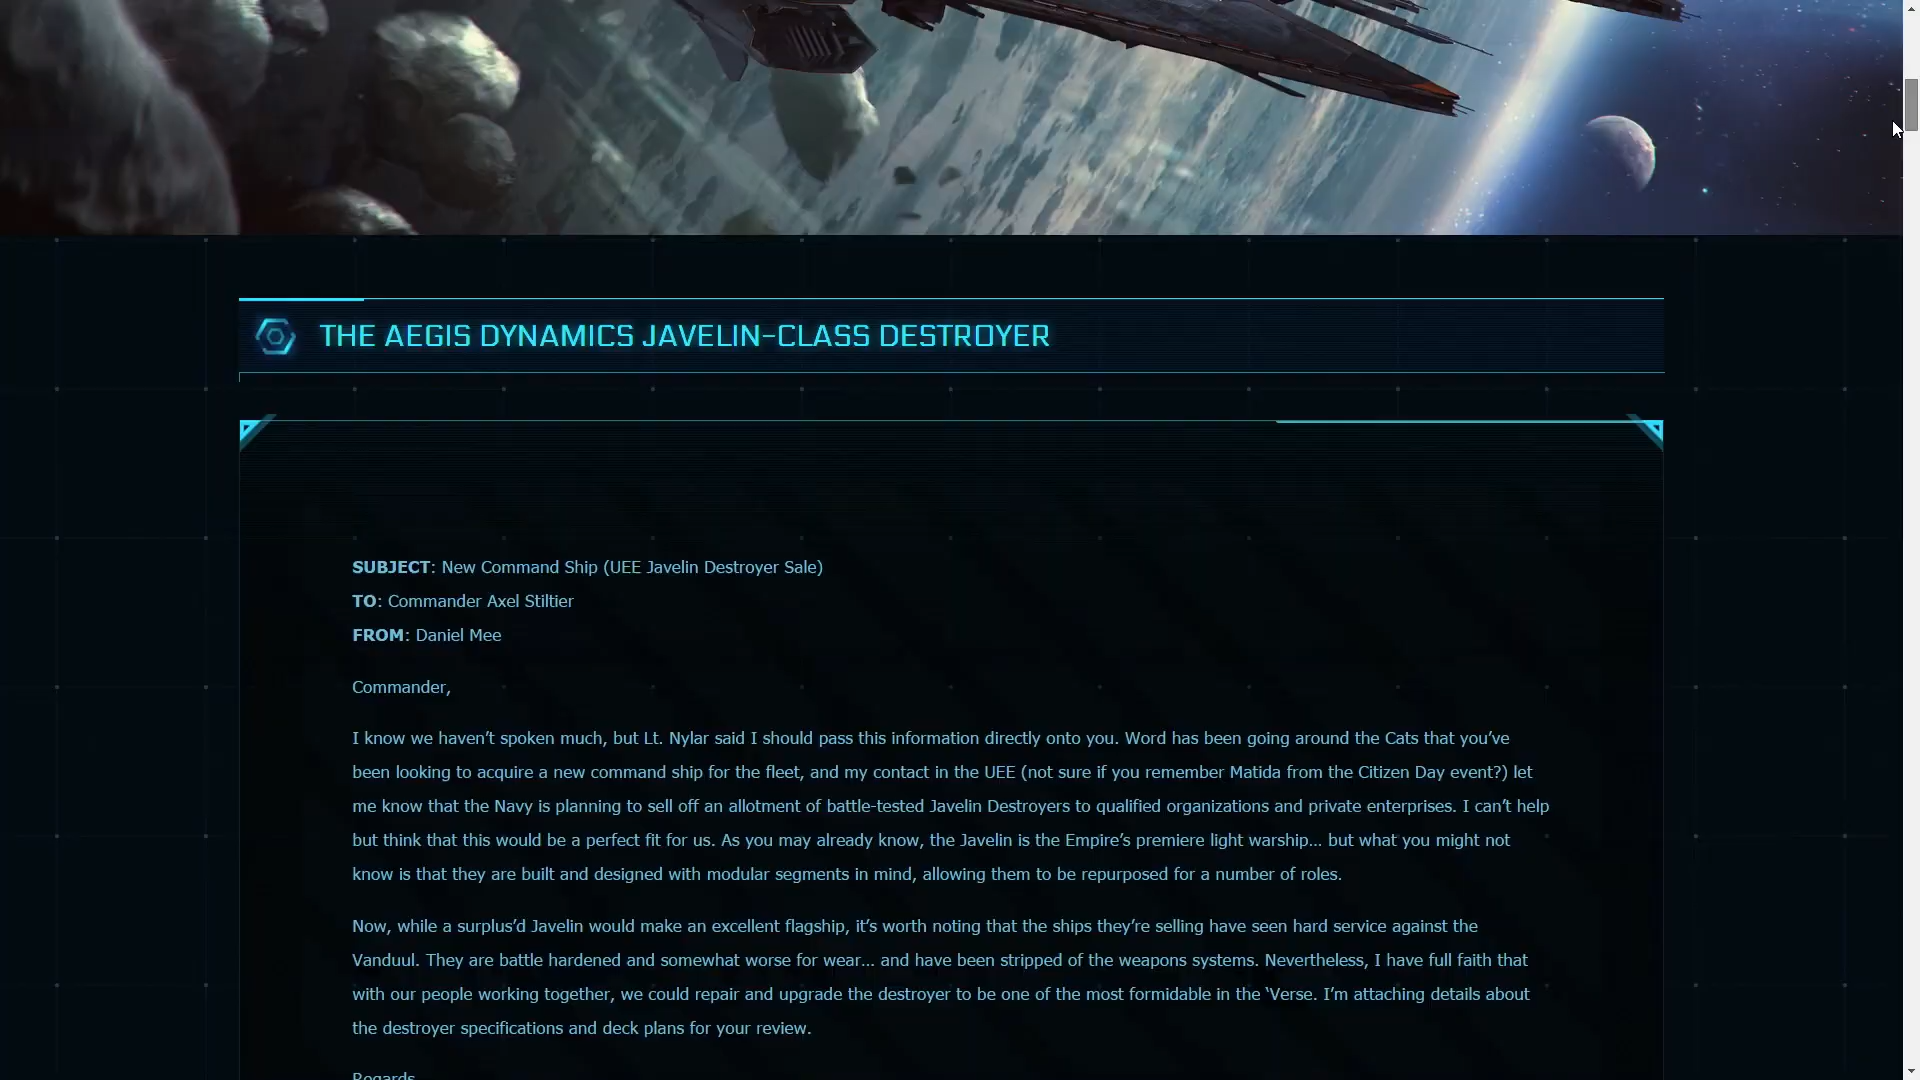 THE AEGIS DYNAMICS JAVELIN-CLASS DESTROYER
SUBJECT: New Command Ship (UEE Javelin Destroyer Sale)
TO: Commander Axel Stiltier
FROM: Daniel Mee
Commander,
I know we haven’t spoken much, but Lt. Nylar said I should pass this information directly onto you. Word has been going around the Cats that you’ve
been looking to acquire a new command ship for the fleet, and my contact in the UEE (not sure if you remember Matida from the Citizen Day event?) let
me know that the Navy is planning to sell off an allotment of battle-tested Javelin Destroyers to qualified organizations and private enterprises. I can’t help
but think that this would be a perfect fit for us. As you may already know, the Javelin is the Empire’s premiere light warship… but what you might not
know is that they are built and designed with modular segments in mind, allowing them to be repurposed for a number of roles.
Now, while a surplus’d Javelin would make an excellent flagship, it’s worth noting that the ships they’re selling have seen hard service against the
Vanduul. They are battle hardened and somewhat worse for wear… and have been stripped of the weapons systems. Nevertheless, I have full faith that
with our people working together, we could repair and upgrade the destroyer to be one of the most formidable in the ‘Verse. I’m attaching details about
the destroyer specifications and deck plans for your review.
Regards